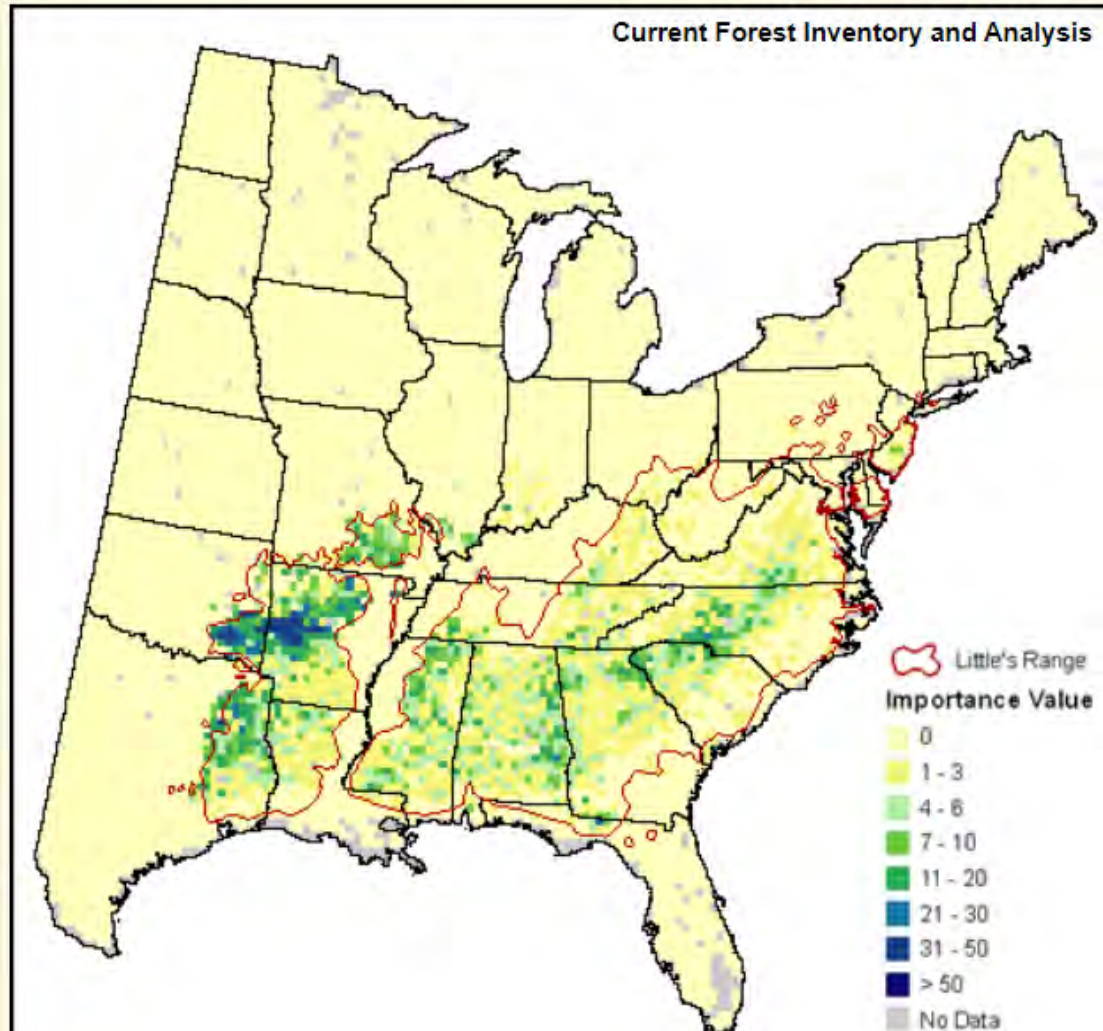 Current Forest Inventory and Analysis
Little's Range
Importance Value
0
1 - 3
4 - 6
7 - 10
11 - 20
21 - 30
31 - 50
> 50
No Data